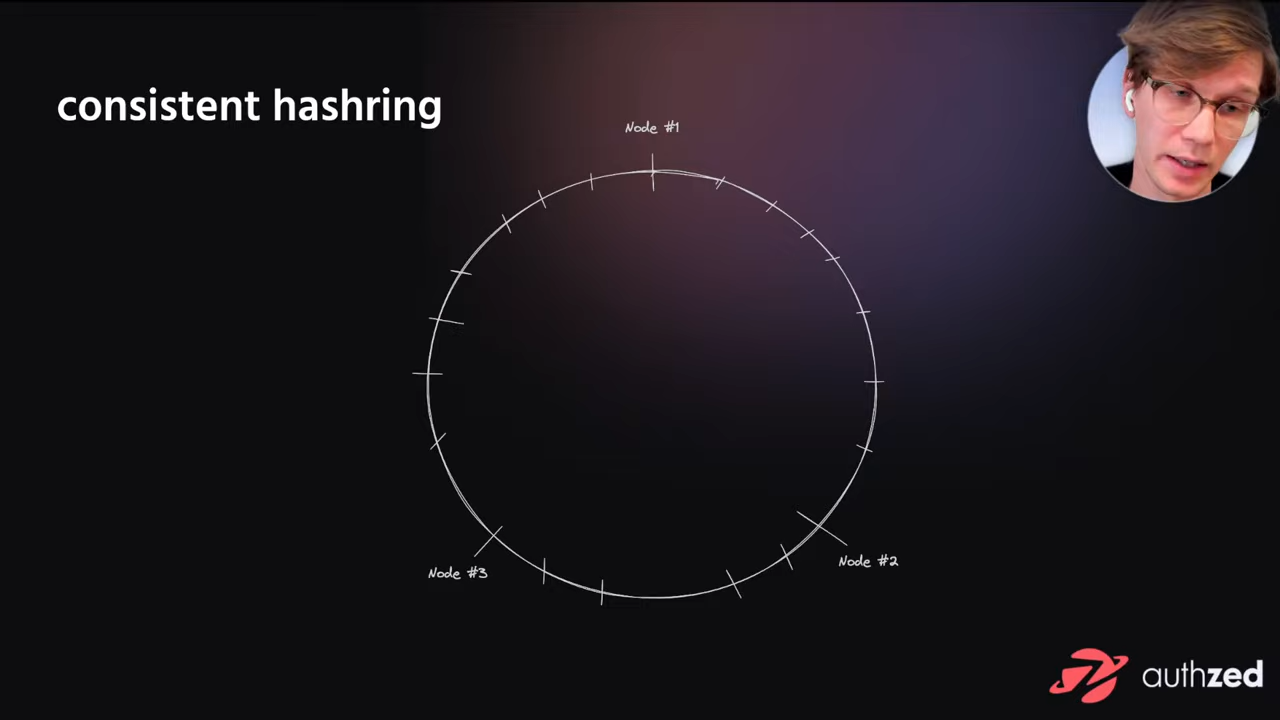 consistent hashring
Node #1
Node #2
Node #3
authzed